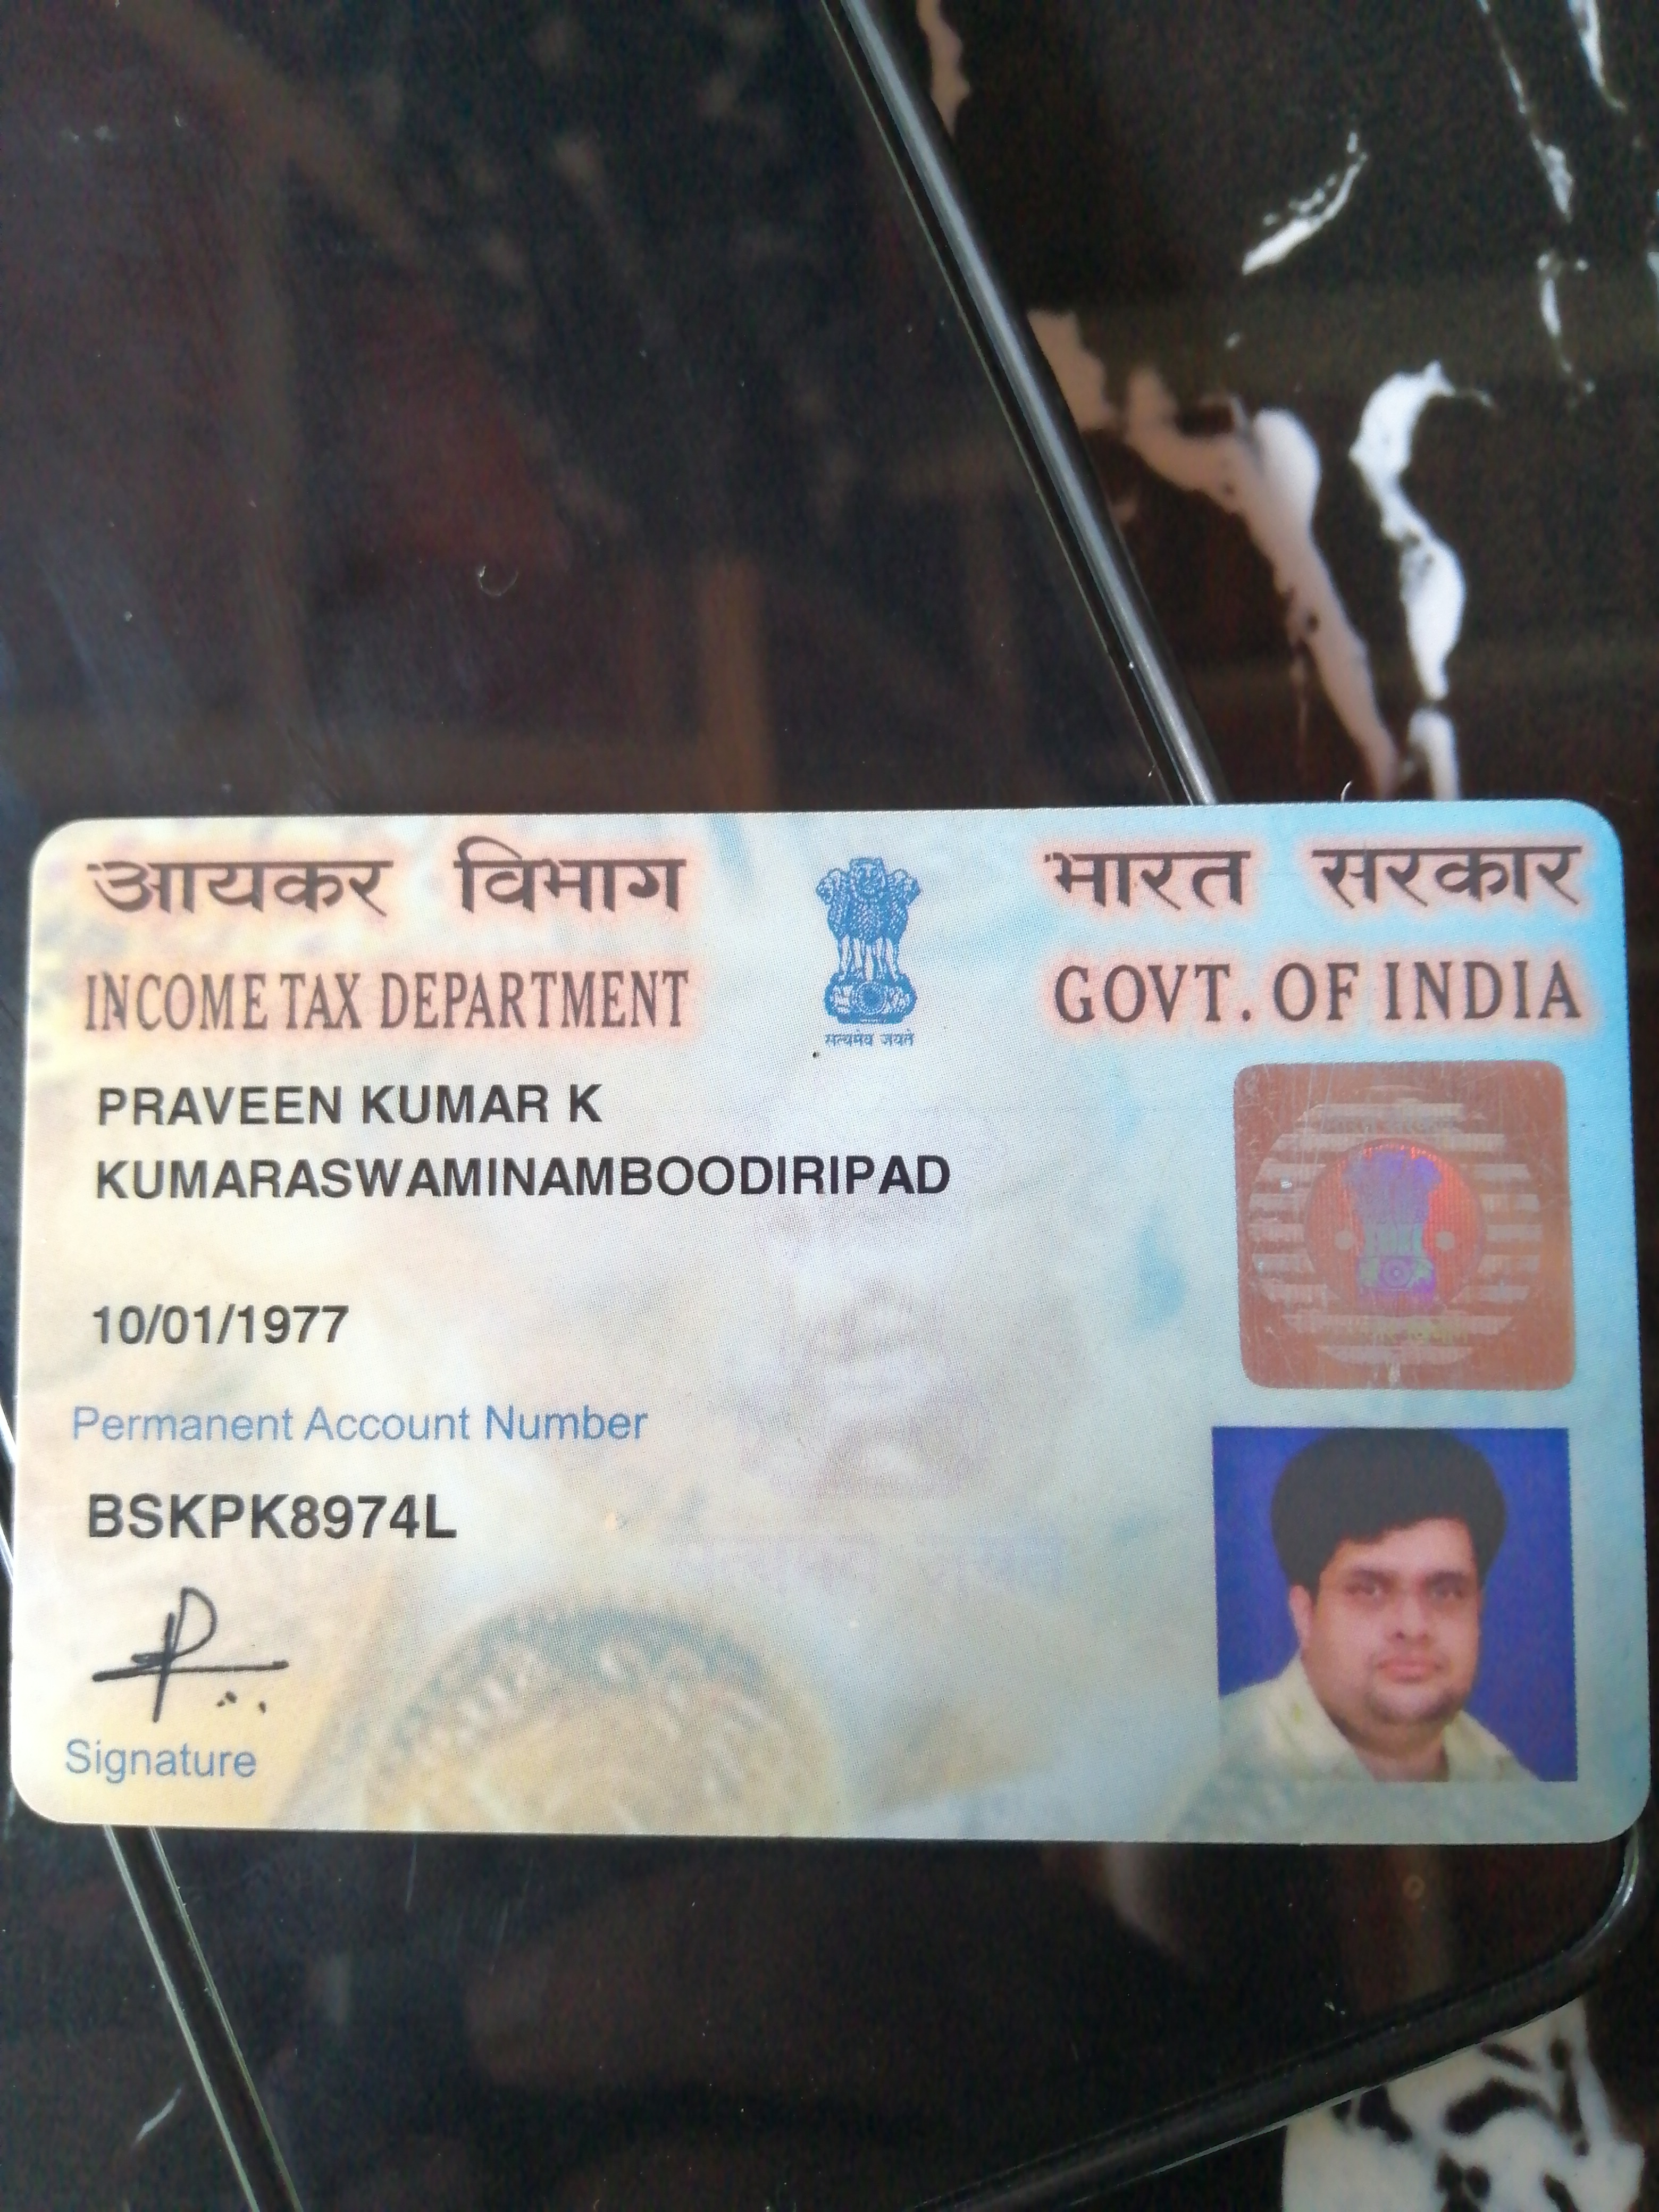 आयकर विभाग
INCOME TAX DEPARTMENT
सत्यमेव जयते
भारत सरकार
GOVT. OF INDIA
PRAVEEN KUMAR K
KUMARASWAMINAMBOODIRIPAD
10/01/1977
Permanent Account Number
BSKPK8974L
Signature